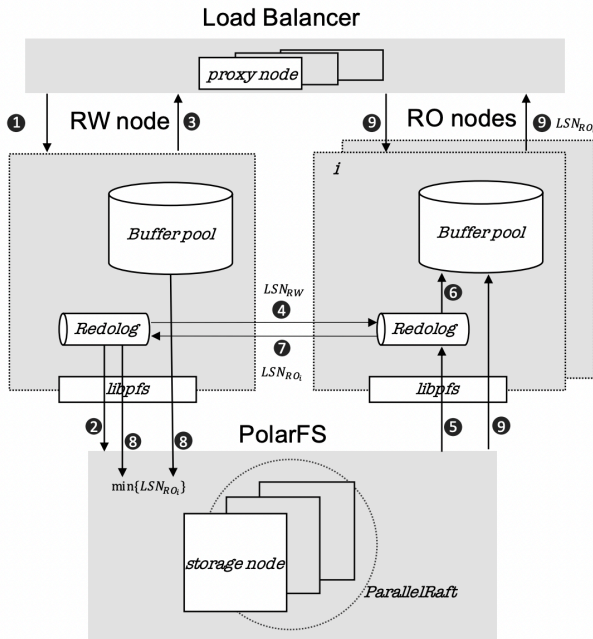 Load Balancer
proxy node
❶ RW node ❸ ❾ RO nodes ❾ LSN_RO
i
Buffer pool Buffer pool
LSN_RW ❻
❹
Redolog Redolog
❼
LSN_ROi
libpfs libpfs
❷ ❽ ❽ PolarFS ❺ ❾
min{LSN_ROi}
storage node
ParallelRaft